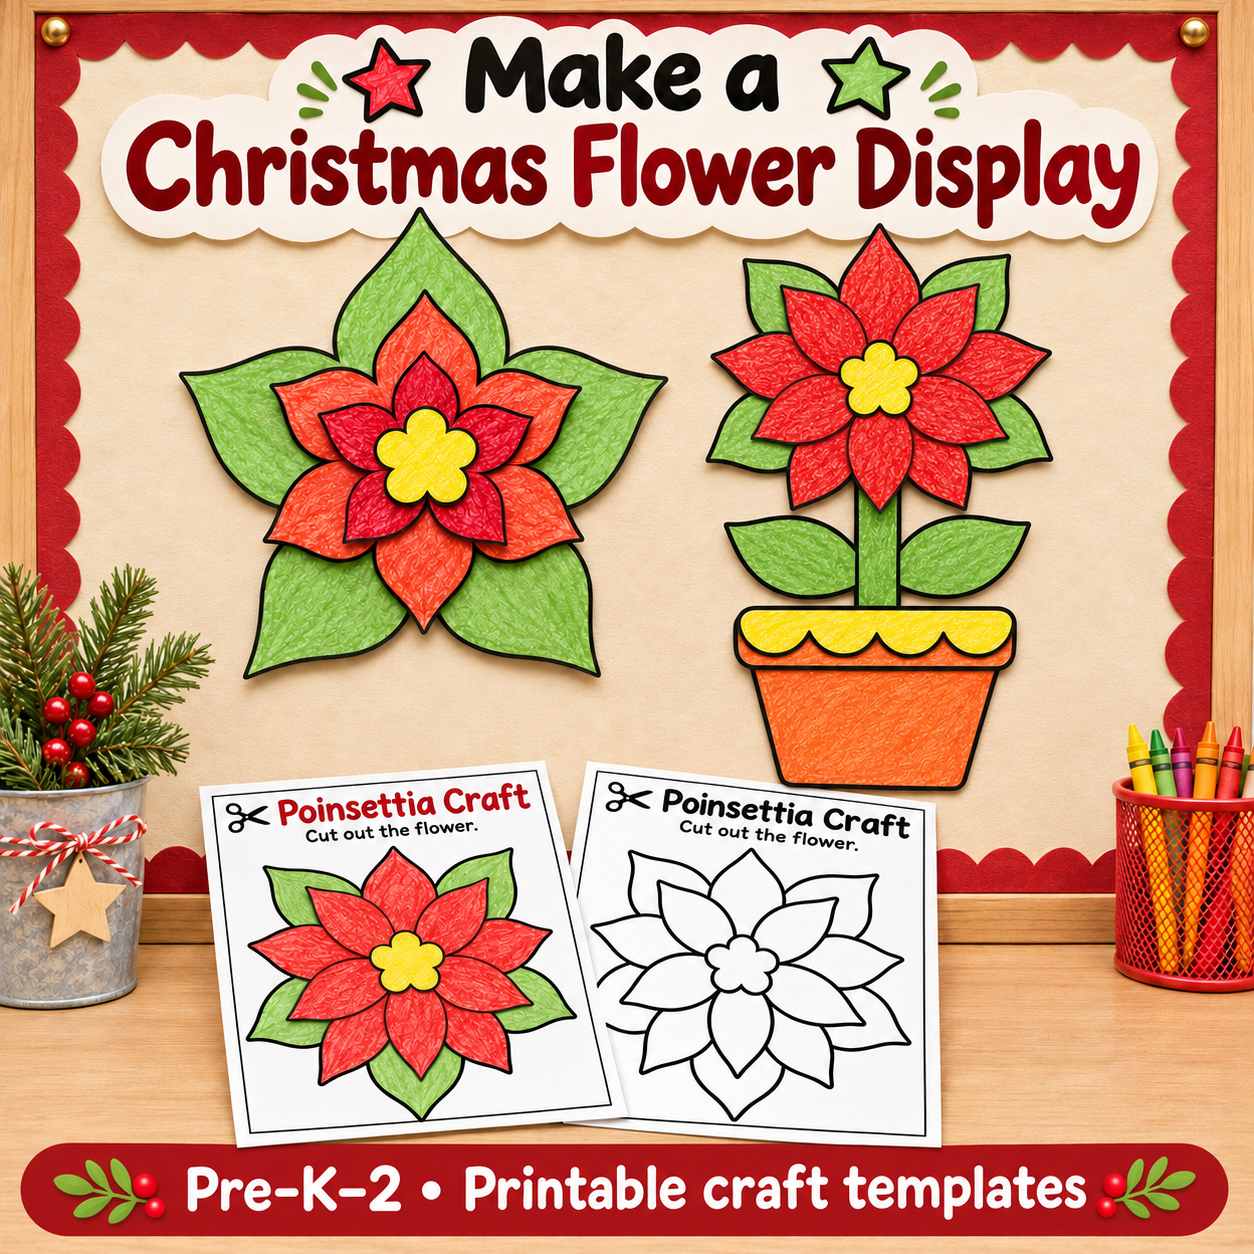 Make a
Christmas Flower Display
Poinsettia Craft
Cut out the flower.
Poinsettia Craft
Cut out the flower.
Pre-K-2 • Printable craft templates